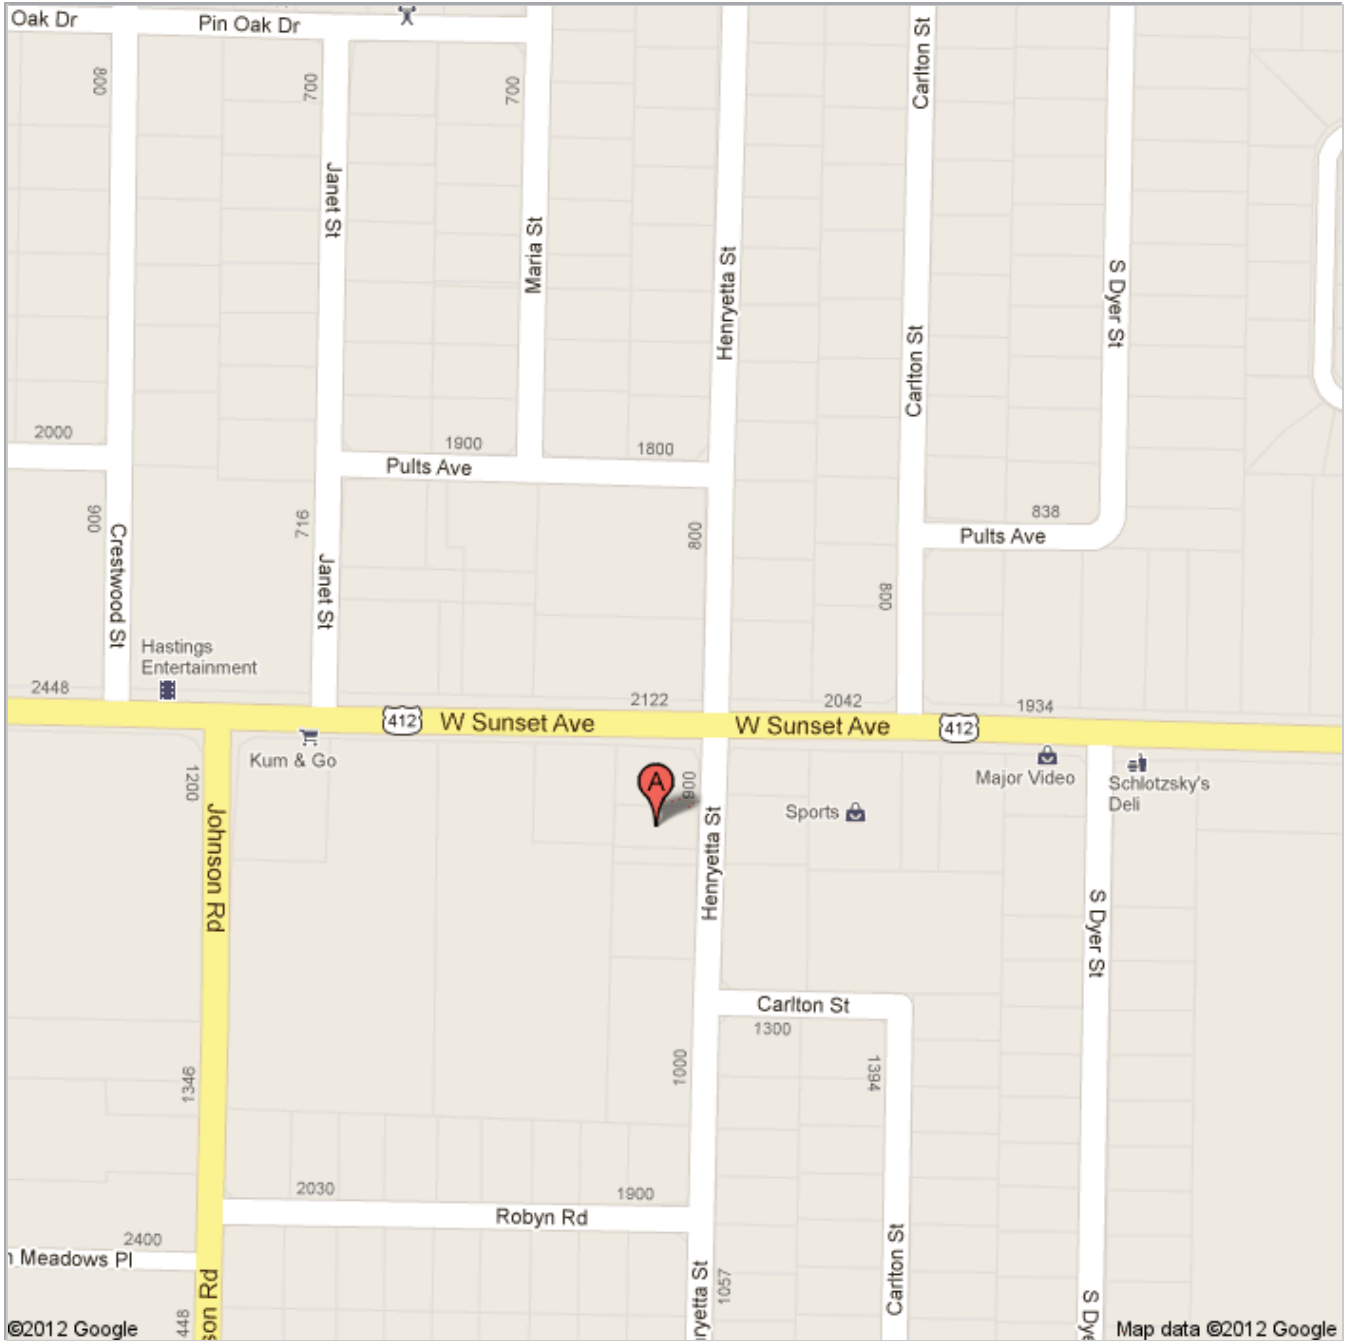 Oak Dr
Pin Oak Dr
800
700
700
Carlton St
Janet St
Maria St
Henryetta St
S Dyer St
Carlton St
2000
1900
1800
Pults Ave
900
716
800
838
Pults Ave
Crestwood St
Janet St
800
Hastings
Entertainment
2448
2122
2042
1934
412
W Sunset Ave
W Sunset Ave
412
Kum & Go
1200
A
900
Major Video
Schlotzsky's
Deli
Sports
Johnson Rd
Henryetta St
S Dyer St
Carlton St
1300
1000
1394
1346
2030
1900
Robyn Rd
2400
Meadows Pl
Carlton St
1057
©2012 Google
Map data ©2012 Google